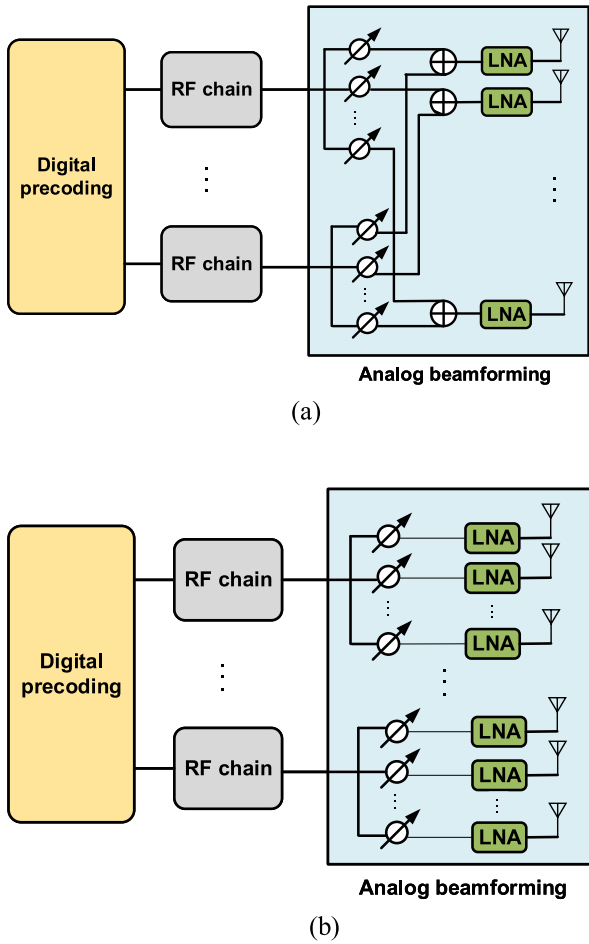 Digital
precoding
RF chain
RF chain
LNA
LNA
LNA
Analog beamforming
(a)
Digital
precoding
RF chain
RF chain
LNA
LNA
LNA
LNA
LNA
LNA
Analog beamforming
(b)